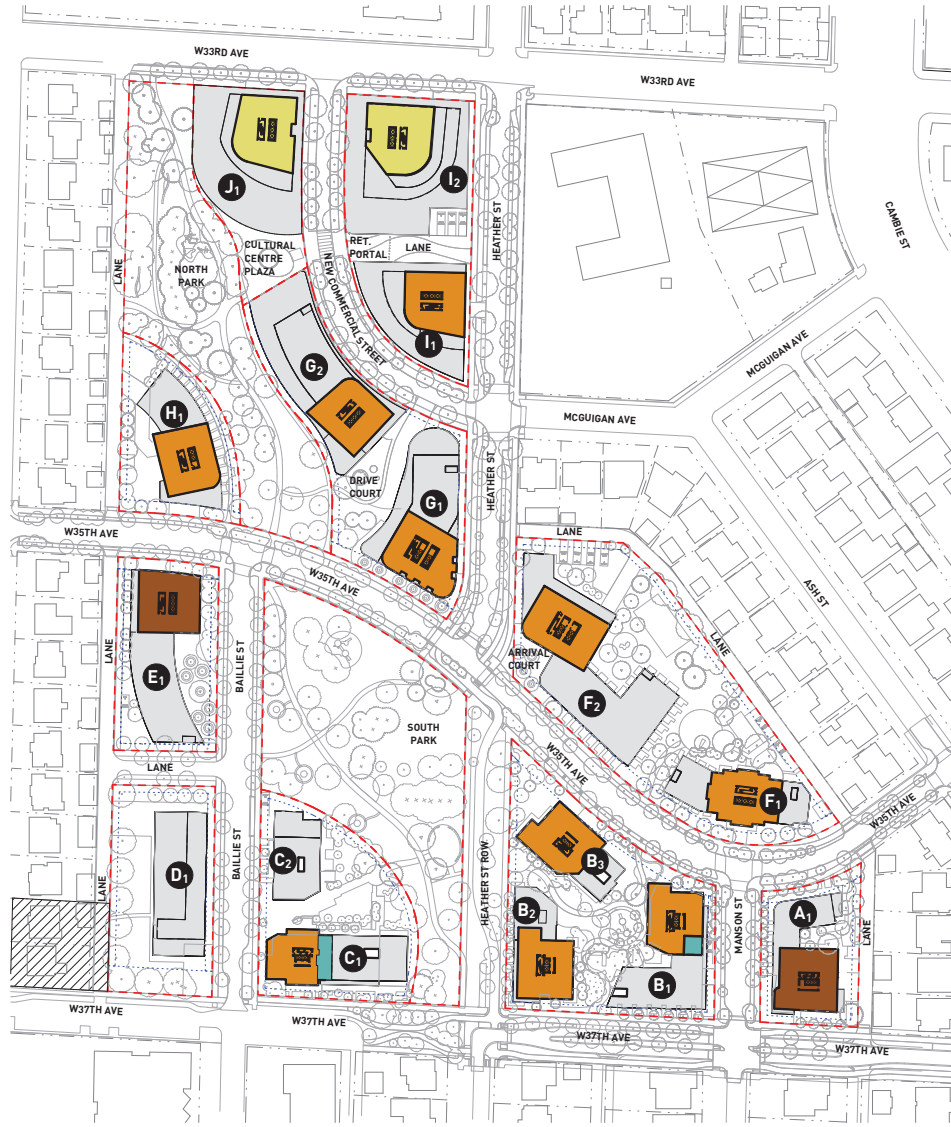 W33RD AVE
W33RD AVE
J1
I2
HEATHER ST
CAMBIE ST
CULTURAL
CENTRE
PLAZA
RET.
PORTAL
LANE
NORTH
PARK
LANE
NEW COMMERCIAL STREET
I1
G2
MCGUIGAN AVE
MCGUIGAN AVE
H1
DRIVE
COURT
G1
HEATHER ST
W35TH AVE
LANE
W35TH AVE
ASH ST
LANE
LANE
BAILLIE ST
E1
ARRIVAL
COURT
F2
SOUTH
PARK
W35TH AVE
LANE
F1
W35TH AVE
C2
B3
D1
BAILLIE ST
LANE
HEATHER ST ROW
B2
MANSON ST
A1
LANE
C1
B1
W37TH AVE
W37TH AVE
W37TH AVE
W37TH AVE